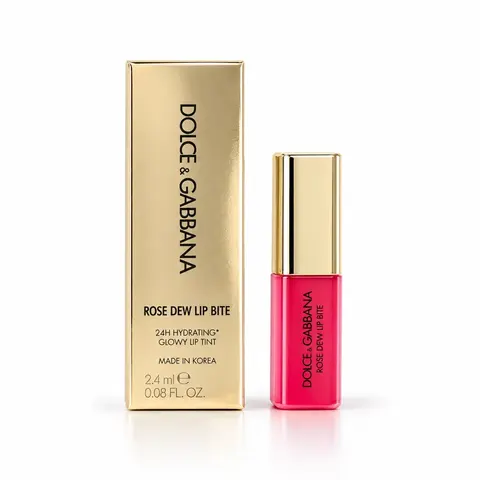 DOLCE & GABBANA
ROSE DEW LIP BITE
24H HYDRATING*
GLOWY LIP TINT
MADE IN KOREA
2.4 ml ℮
0.08 FL. OZ.
DOLCE & GABBANA
ROSE DEW LIP BITE